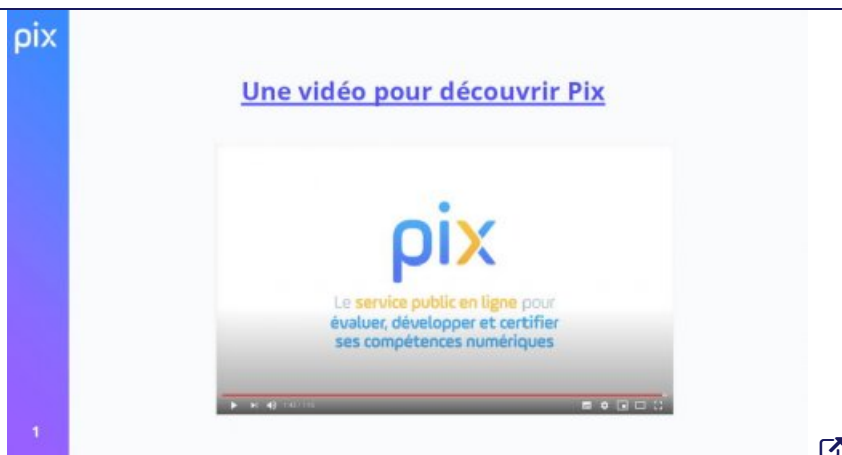 pix
Une vidéo pour découvrir Pix
pix
Le service public en ligne pour
évaluer, développer et certifier
ses compétences numériques
1